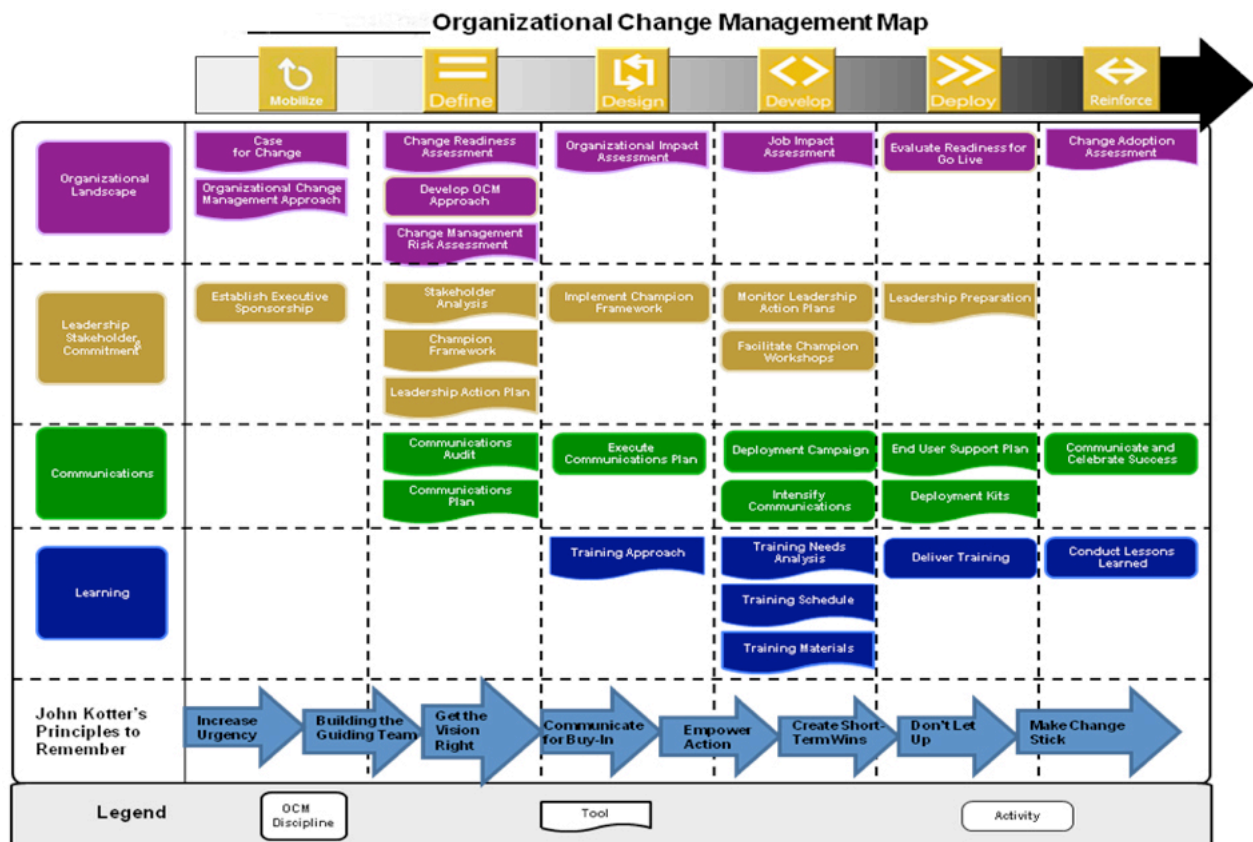 Organizational Change Management Map
Mobilize
Define
Design
Develop
Deploy
Reinforce
Organizational
Landscape
Case
for Change
Organizational Change
Management Approach
Change Readiness
Assessment
Develop OCM
Approach
Change Management
Risk Assessment
Organizational Impact
Assessment
Job Impact
Assessment
Evaluate Readiness for
Go Live
Change Adoption
Assessment
Leadership
Stakeholder
&
Commitment
Establish Executive
Sponsorship
Stakeholder
Analysis
Champion
Framework
Leadership Action Plan
Implement Champion
Framework
Monitor Leadership
Action Plans
Facilitate Champion
Workshops
Leadership Preparation
Communications
Communications
Audit
Communications
Plan
Execute
Communications Plan
Deployment Campaign
Intensify
Communications
End User Support Plan
Deployment Kits
Communicate and
Celebrate Success
Learning
Training Approach
Training Needs
Analysis
Training Schedule
Training Materials
Deliver Training
Conduct Lessons
Learned
John Kotter's
Principles to
Remember
Increase
Urgency
Building the
Guiding Team
Get the
Vision
Right
Communicate
for Buy-In
Empower
Action
Create Short-
Term Wins
Don't Let
Up
Make Change
Stick
Legend
OCM
Discipline
Tool
Activity